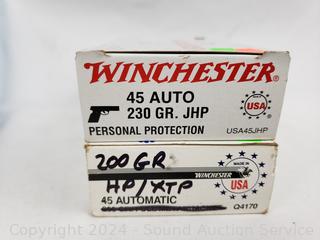 WINCHESTER
45 AUTO
230 GR. JHP
USA
PERSONAL PROTECTION
USA45JHP
200 GR
HP/XTP
WINCHESTER
MADE IN
USA
45 AUTOMATIC
Q4170
Copyright 2024 - Sound Auction Service